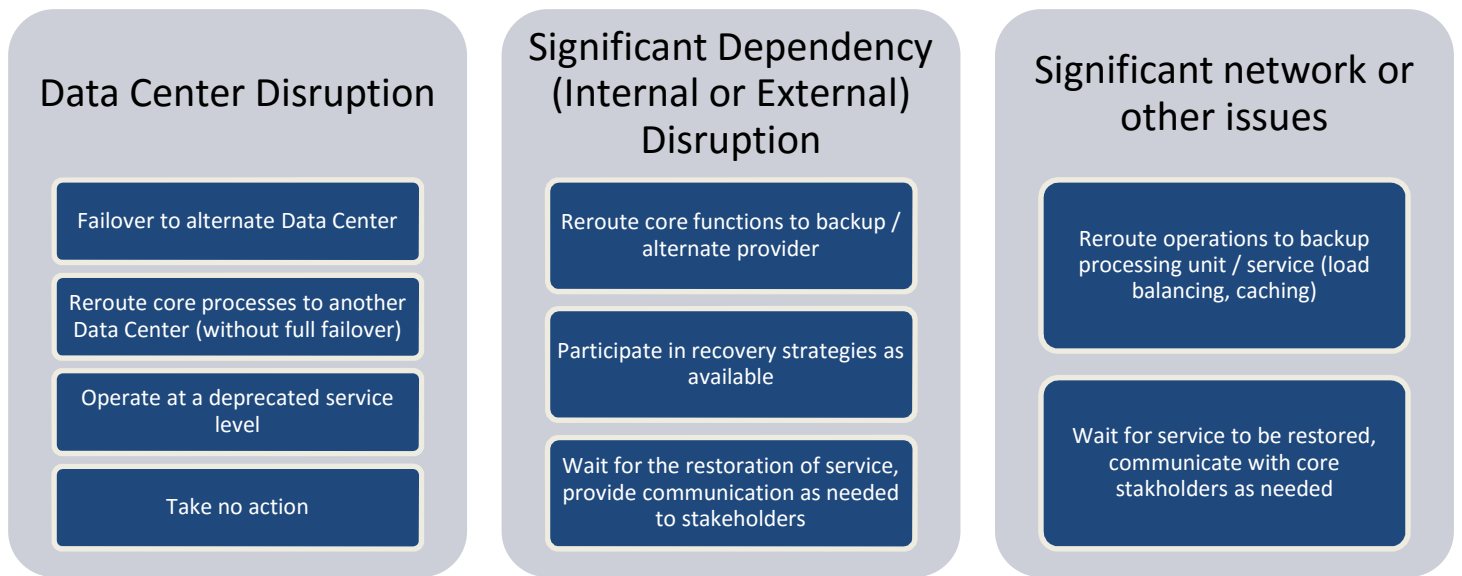 Data Center Disruption
Failover to alternate Data Center
Reroute core processes to another
Data Center (without full failover)
Operate at a deprecated service
level
Take no action
Significant Dependency
(Internal or External)
Disruption
Reroute core functions to backup /
alternate provider
Participate in recovery strategies as
available
Wait for the restoration of service,
provide communication as needed
to stakeholders
Significant network or
other issues
Reroute operations to backup
processing unit / service (load
balancing, caching)
Wait for service to be restored,
communicate with core
stakholders as needed